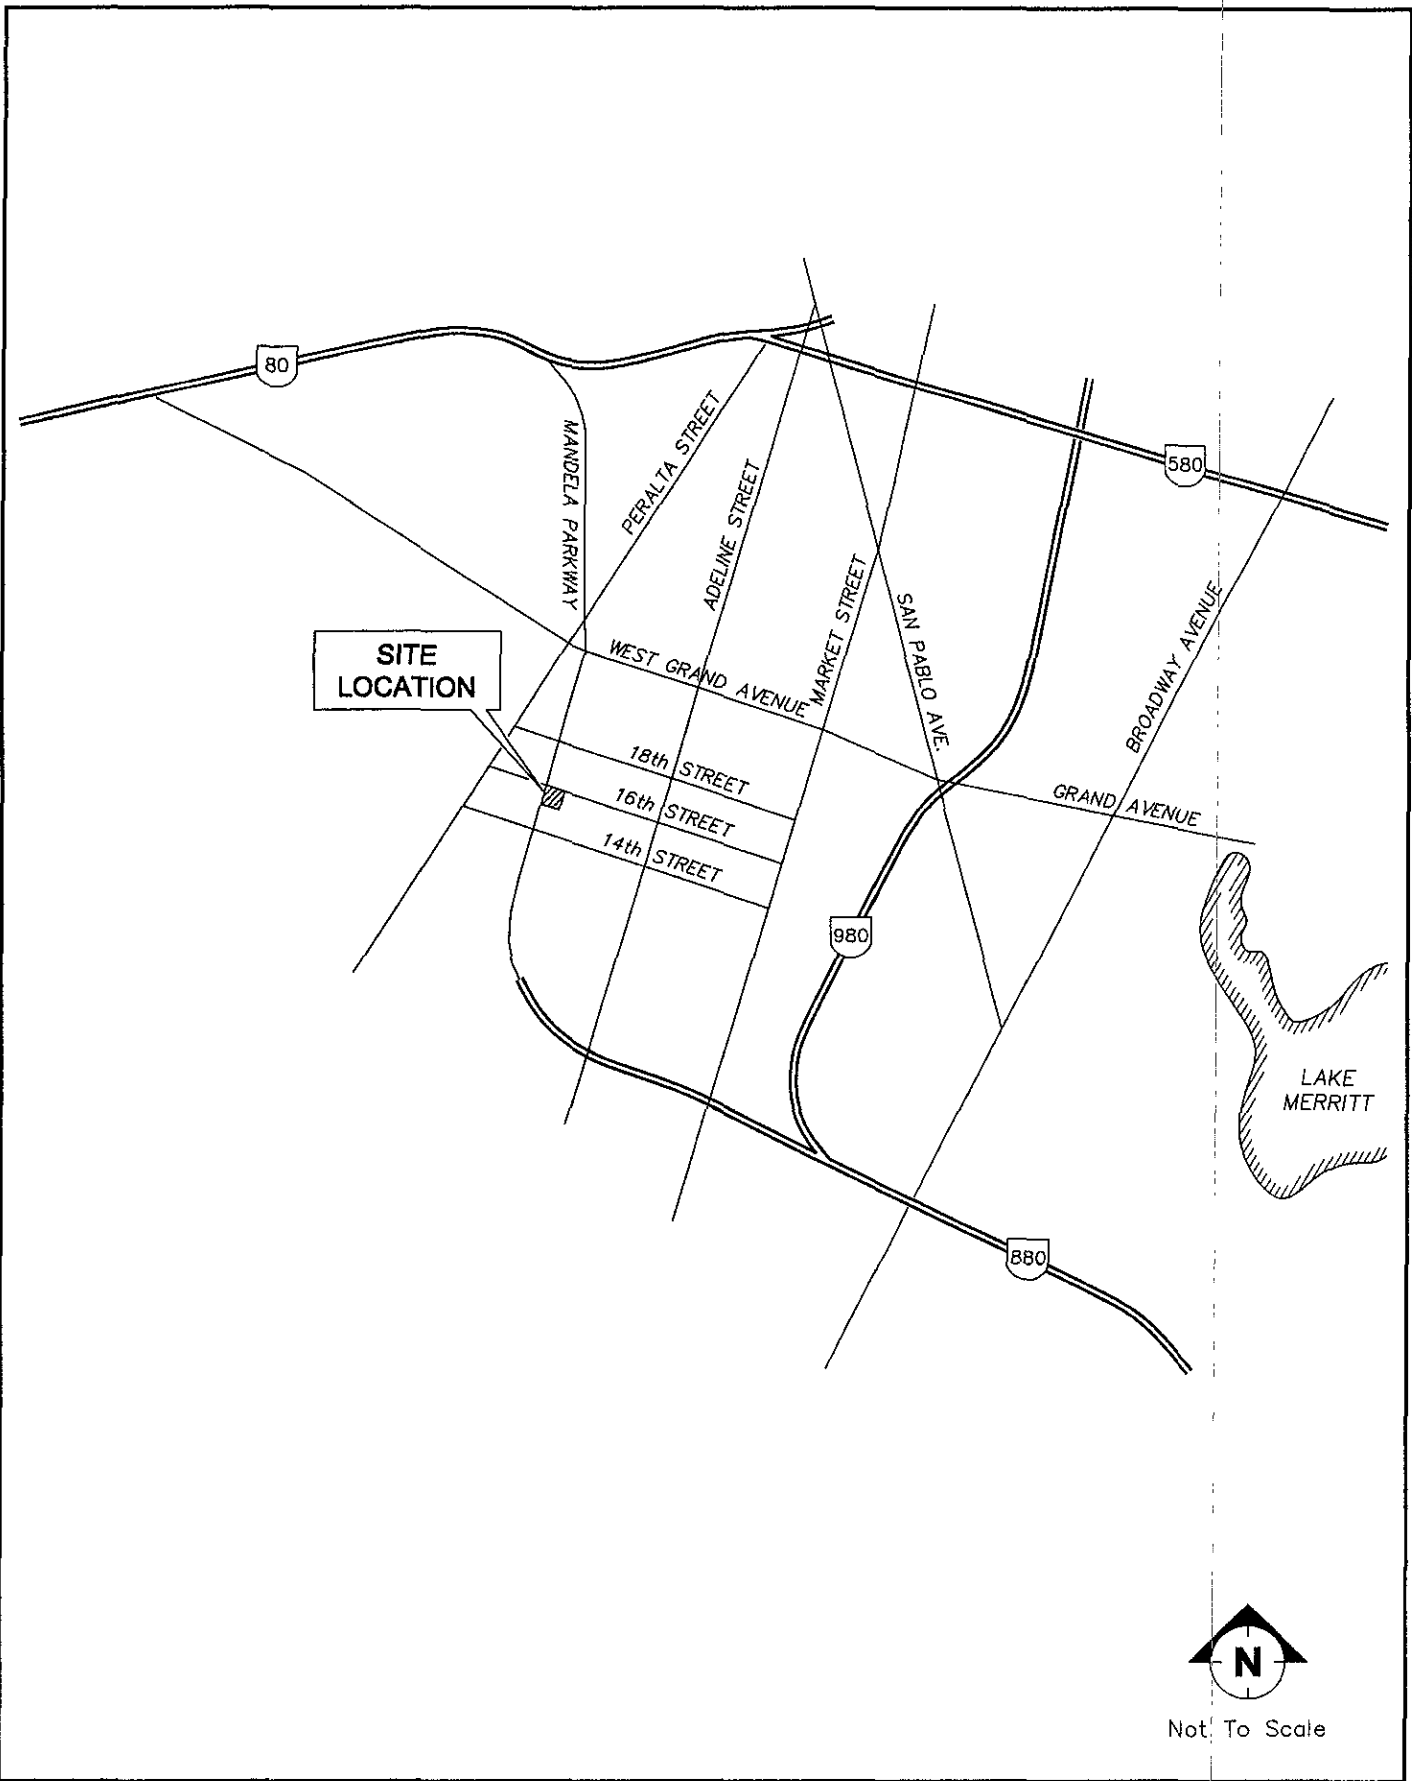 80
580
MANDELA PARKWAY
PERALTA STREET
ADELINE STREET
MARKET STREET
SAN PABLO AVE.
BROADWAY AVENUE
SITE
LOCATION
WEST GRAND AVENUE
18th STREET
16th STREET
14th STREET
GRAND AVENUE
980
LAKE
MERRITT
880
N
Not To Scale